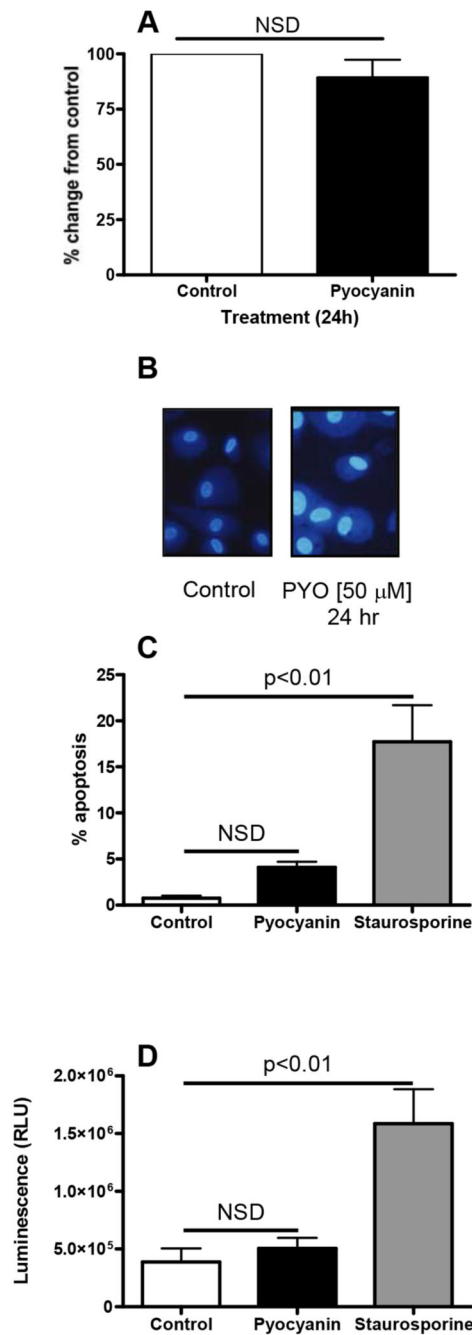 A
NSD
100
75
50
25
0
% change from control
Control Pyocyanin
Treatment (24h)
B
Control PYO [50 μM]
24 hr
C
p<0.01
25
20
15
10
5
0
% apoptosis
NSD
Control Pyocyanin Staurosporine
D
p<0.01
2.0×10⁶
1.5×10⁶
1.0×10⁶
5.0×10⁵
0
Luminescence (RLU)
NSD
Control Pyocyanin Staurosporine